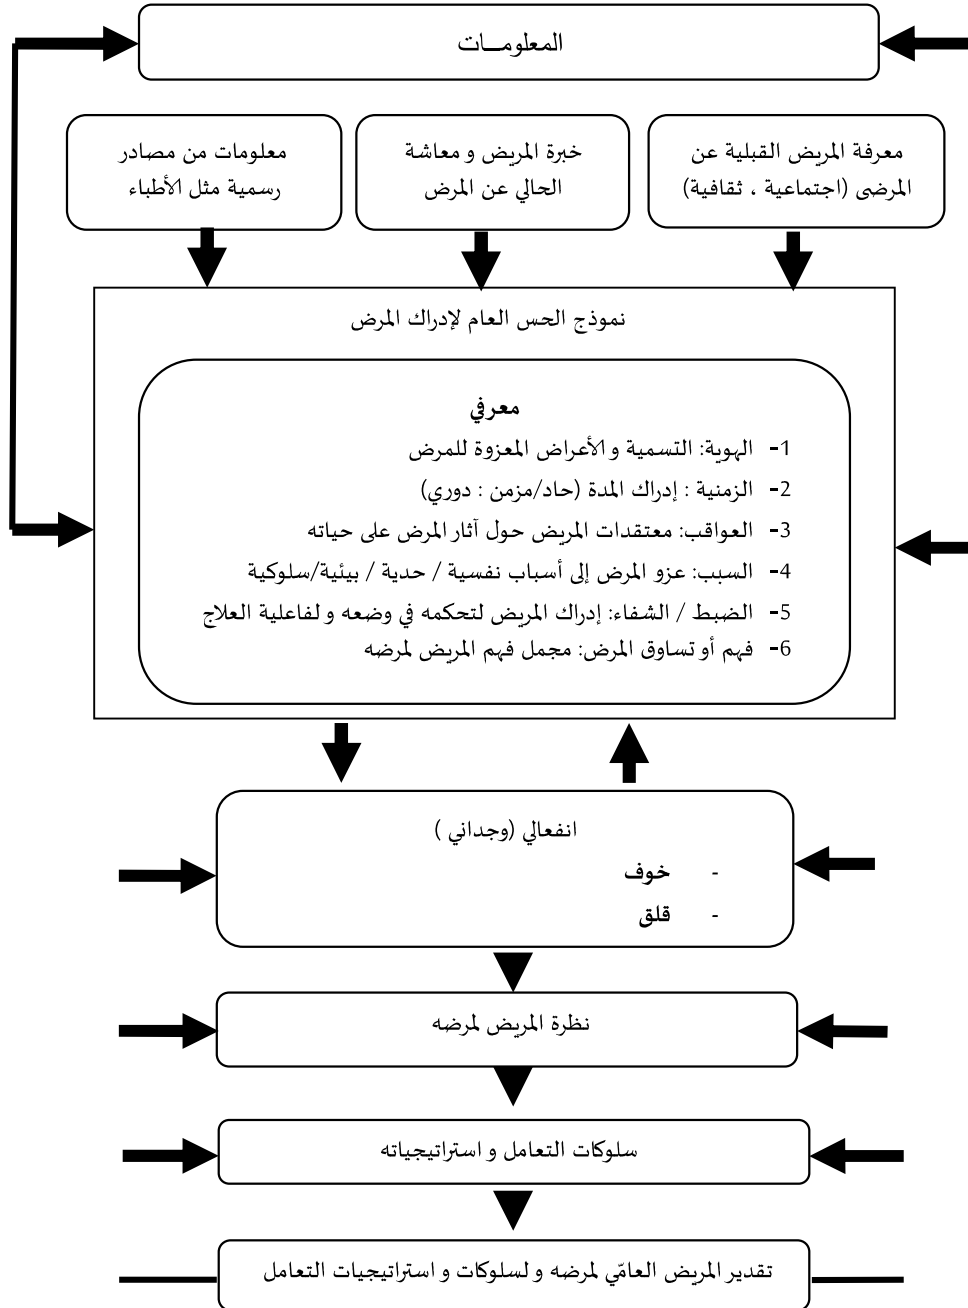 المعلومــات
معرفة المريض القبلية عن
المرضى (اجتماعية ، ثقافية)
خبرة المريض و معاشة
الحالي عن المرض
معلومات من مصادر
رسمية مثل الأطباء
نموذج الحس العام لإدراك المرض
معرفي
1- الهوية: التسمية و الأعراض المعزوة للمرض
2- الزمنية : إدراك المدة (حاد/مزمن : دوري)
3- العواقب: معتقدات المريض حول آثار المرض على حياته
4- السبب: عزو المرض إلى أسباب نفسية / حدية / بيئية/سلوكية
5- الضبط / الشفاء: إدراك المريض لتحكمه في وضعه و لفاعلية العلاج
6- فهم أو تساوق المرض: مجمل فهم المريض لمرضه
انفعالي (وجداني )
- خوف
- قلق
نظرة المريض لمرضه
سلوكات التعامل و استراتيجياته
تقدير المريض العامّي لمرضه و لسلوكات و استراتيجيات التعامل